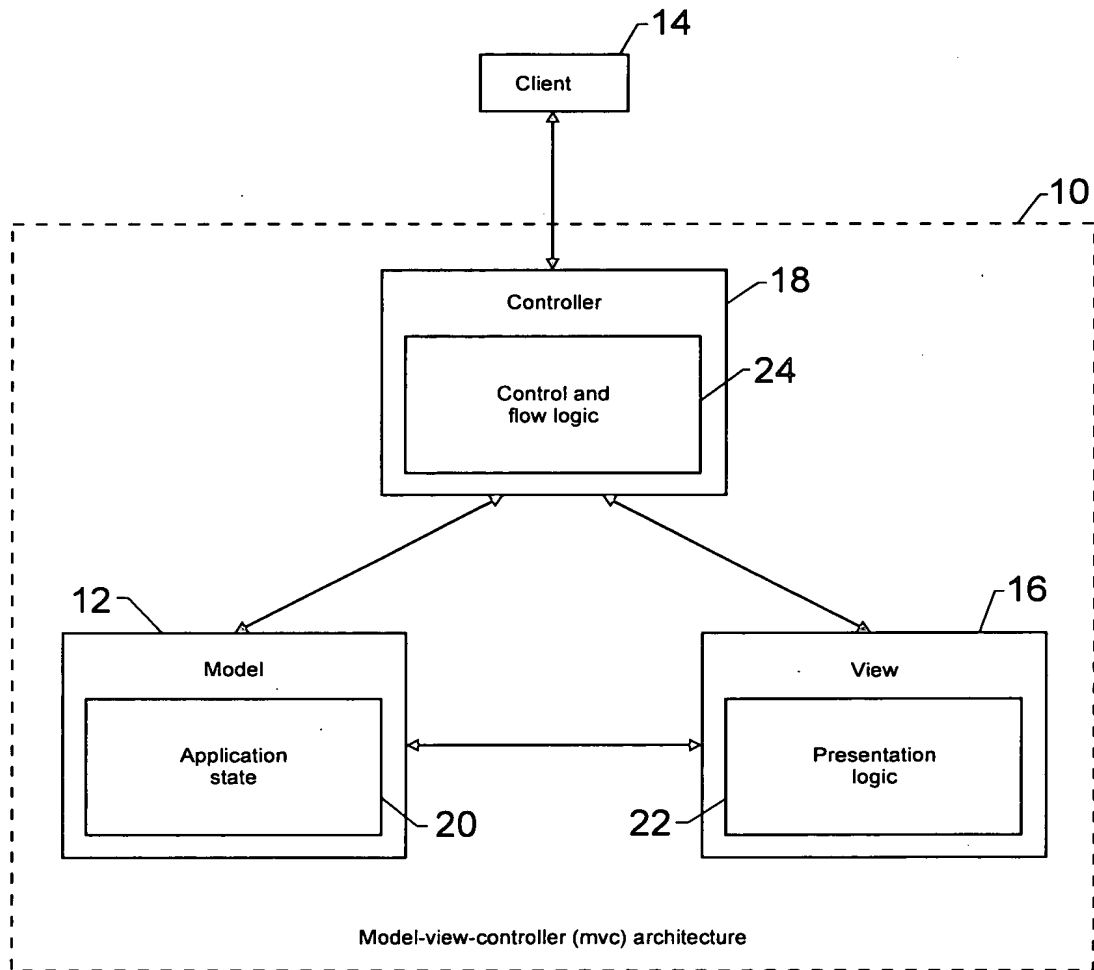 14
Client
10
Controller
18
Control and
flow logic
24
12
16
Model
View
Application
state
Presentation
logic
20
22
Model-view-controller (mvc) architecture